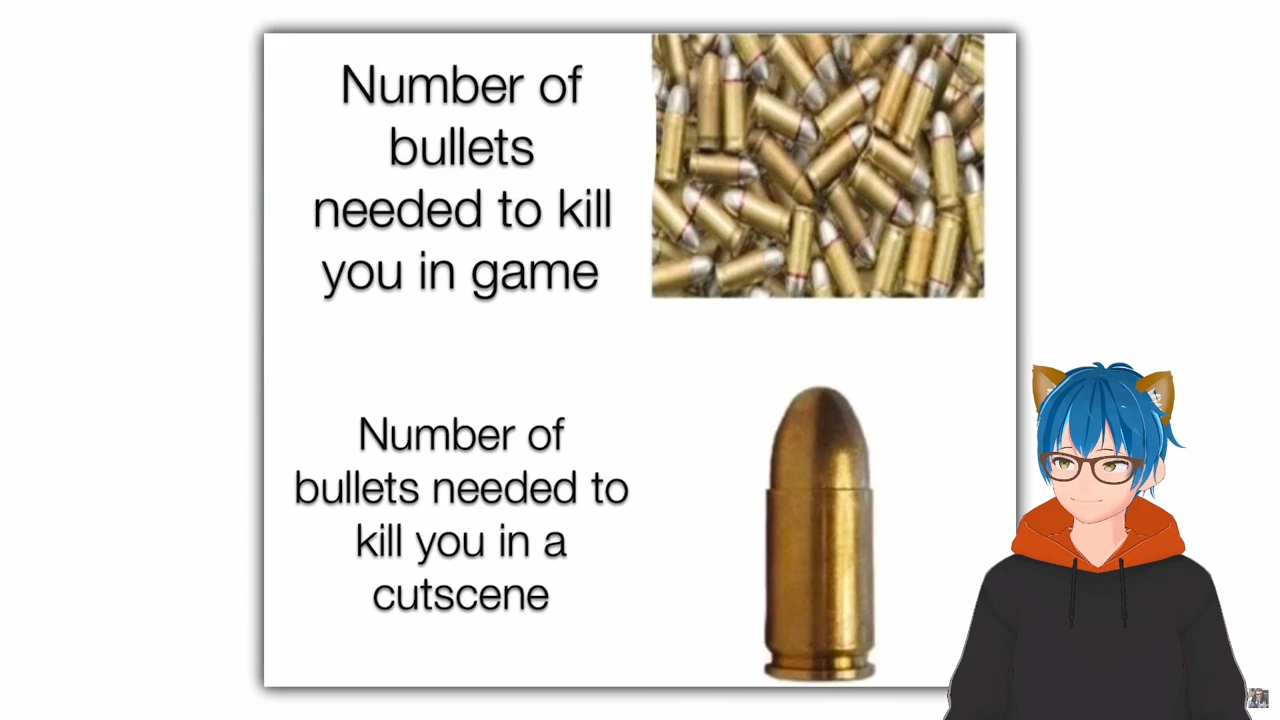 Number of
bullets
needed to kill
you in game
Number of
bullets needed to
kill you in a
cutscene